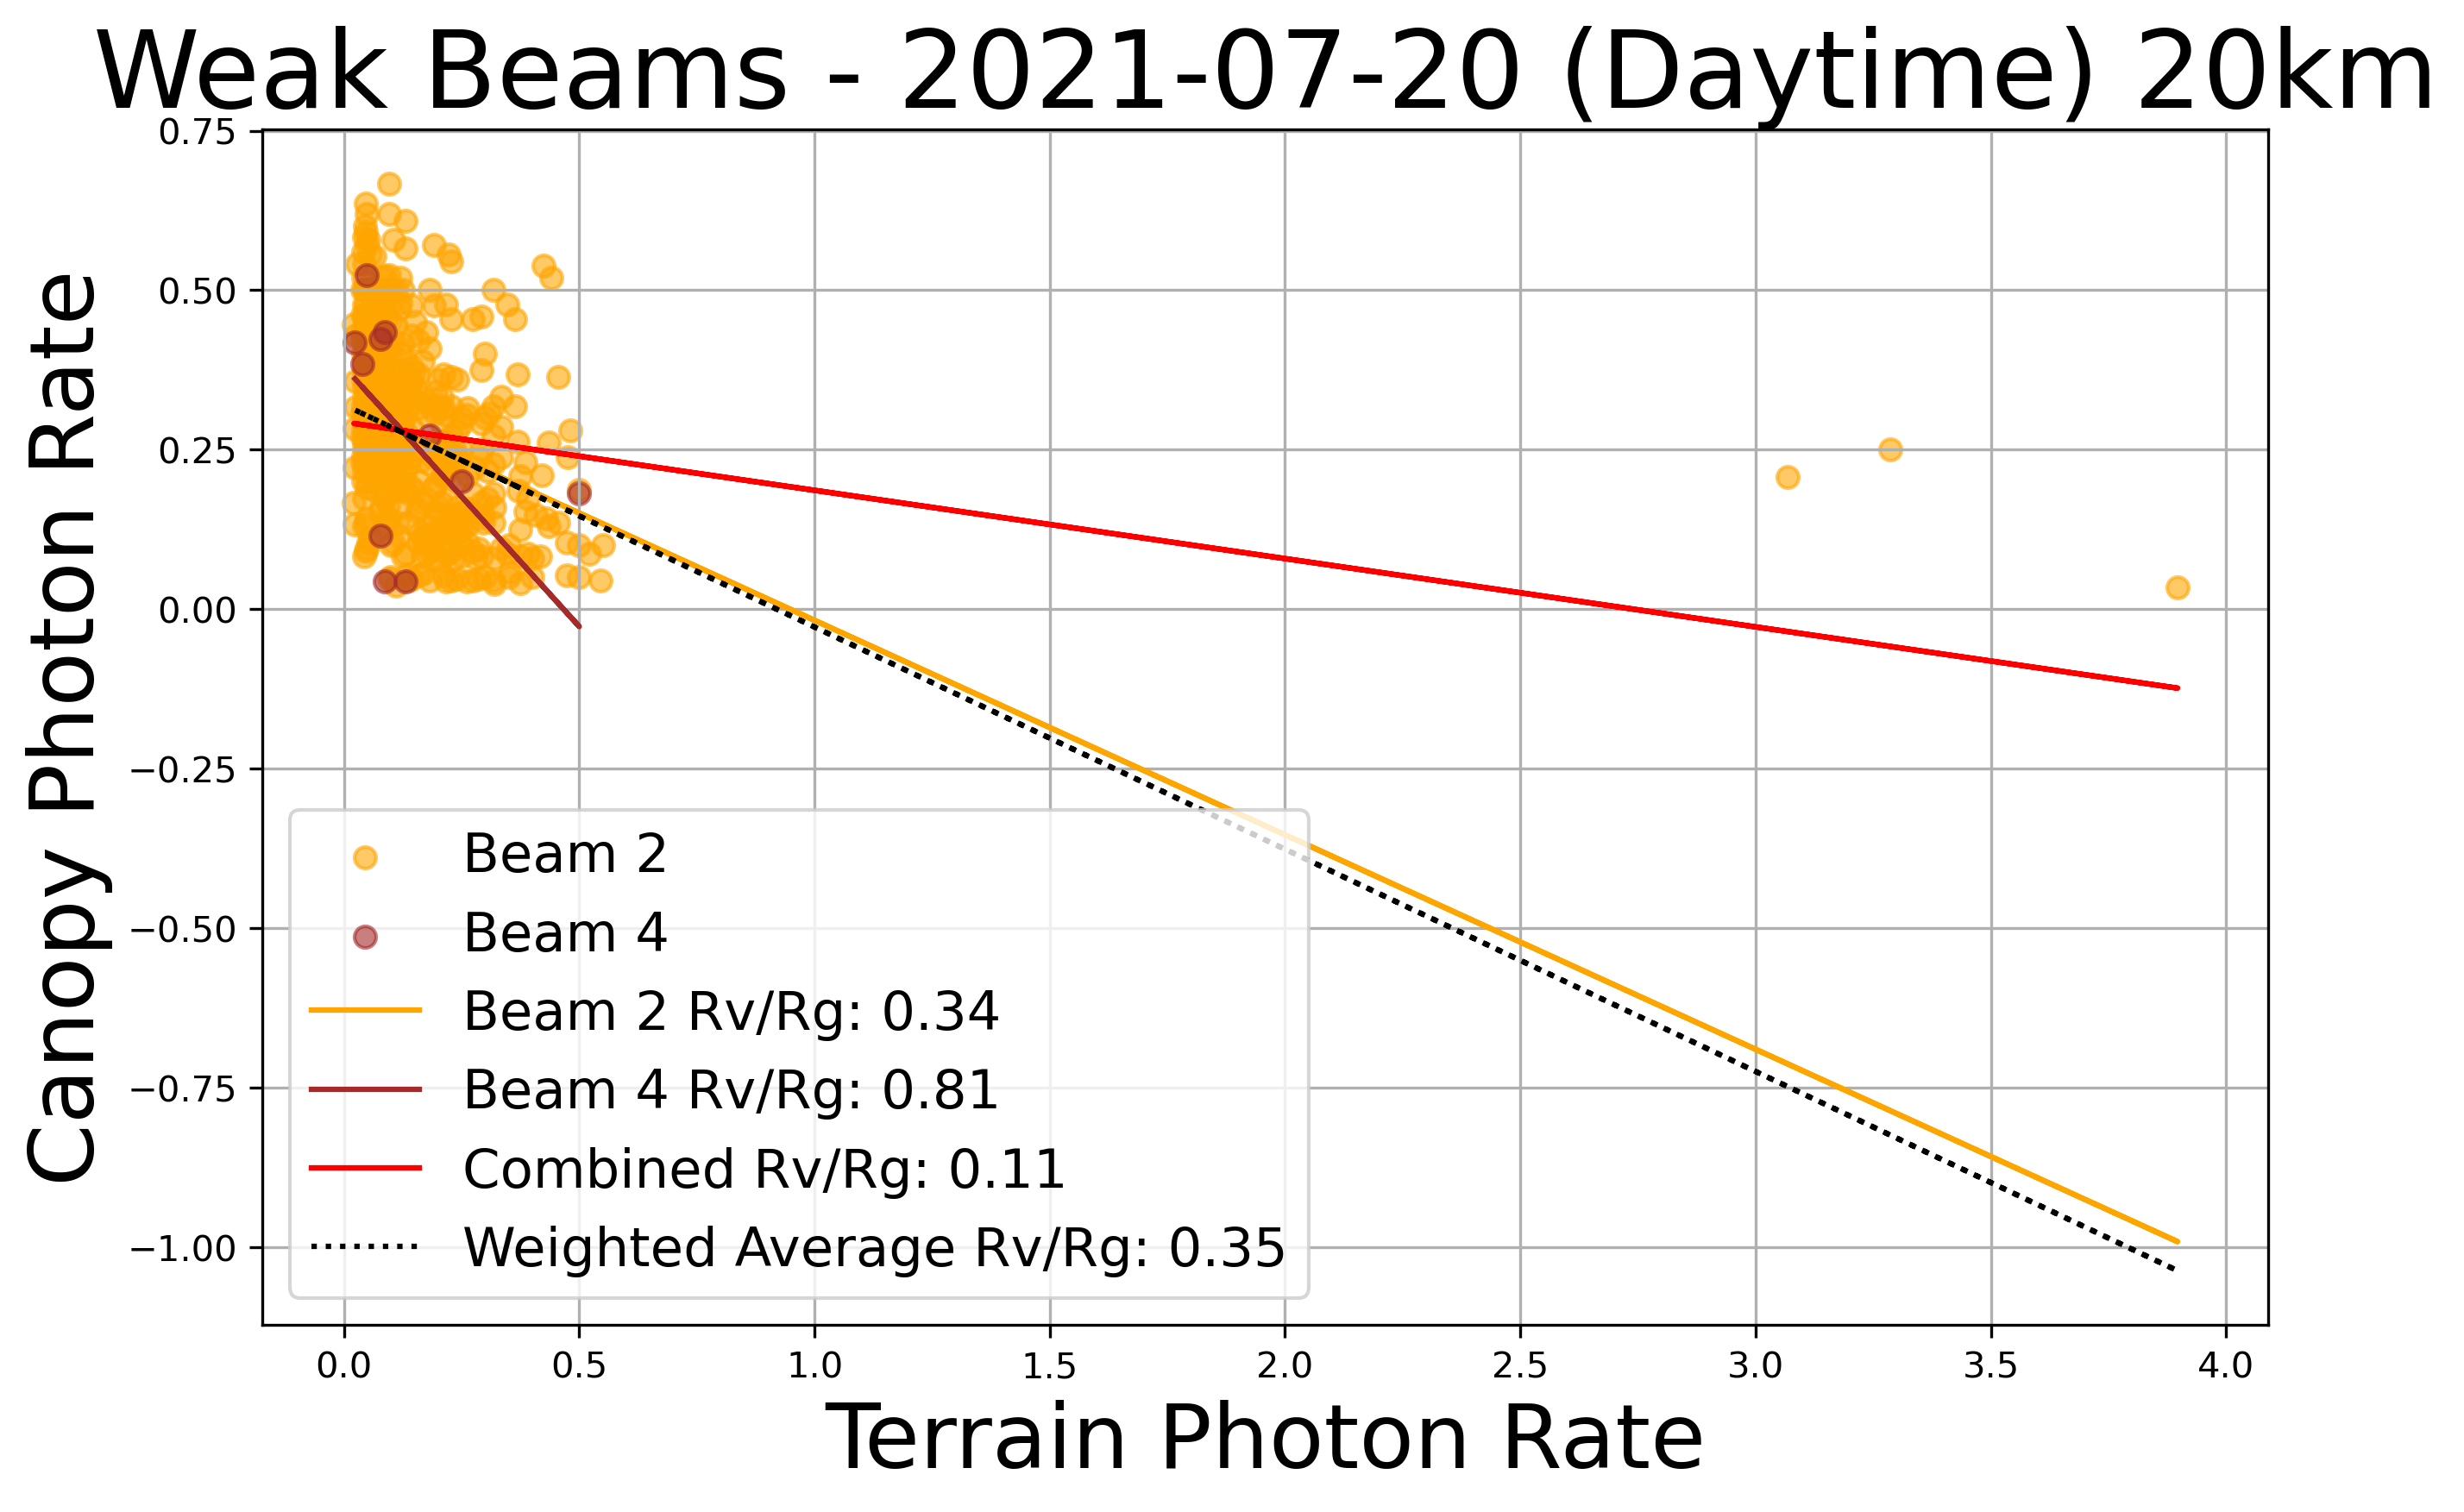 Weak Beams - 2021-07-20 (Daytime) 20km
Canopy Photon Rate
0.75
0.50
0.25
0.00
−0.25
−0.50
−0.75
−1.00
Beam 2
Beam 4
Beam 2 Rv/Rg: 0.34
Beam 4 Rv/Rg: 0.81
Combined Rv/Rg: 0.11
Weighted Average Rv/Rg: 0.35
0.0 0.5 1.0 1.5 2.0 2.5 3.0 3.5 4.0
Terrain Photon Rate